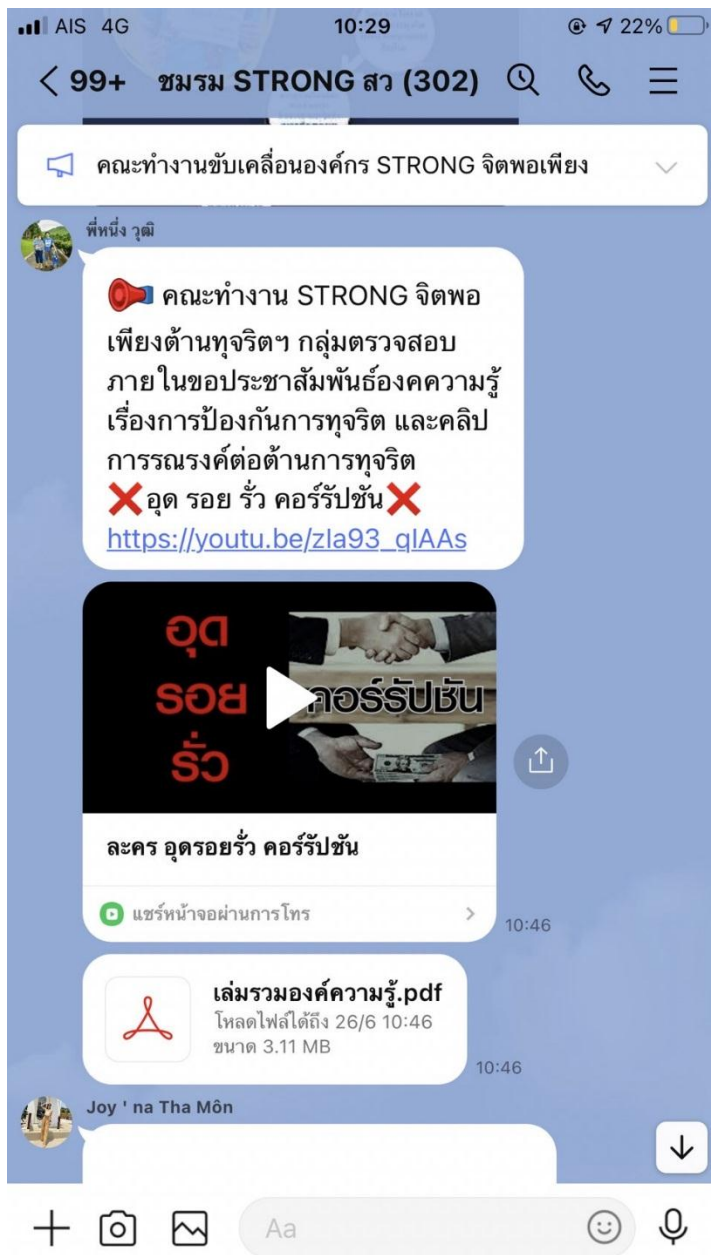 AIS 4G
10:29
22%
99+ ชมรม STRONG สว (302)
คณะทำงานขับเคลื่อนองค์กร STRONG จิตพอเพียง
พี่หนึ่ง วุฒิ
คณะทำงาน STRONG จิตพอ
เพียงต้านทุจริตฯ กลุ่มตรวจสอบ
ภายในขอประชาสัมพันธ์องคความรู้
เรื่องการป้องกันการทุจริต และคลิป
การรณรงค์ต่อต้านการทุจริต
❌อุด รอย รั่ว คอร์รัปชัน❌
https://youtu.be/zIa93_qIAAs
อุด
รอย
รั่ว
คอร์รัปชัน
ละคร อุดรอยรั่ว คอร์รัปชัน
แชร์หน้าจอผ่านการโทร
10:46
เล่มรวมองค์ความรู้.pdf
โหลดไฟล์ได้ถึง 26/6 10:46
ขนาด 3.11 MB
10:46
Joy ' na Tha Môn
Aa